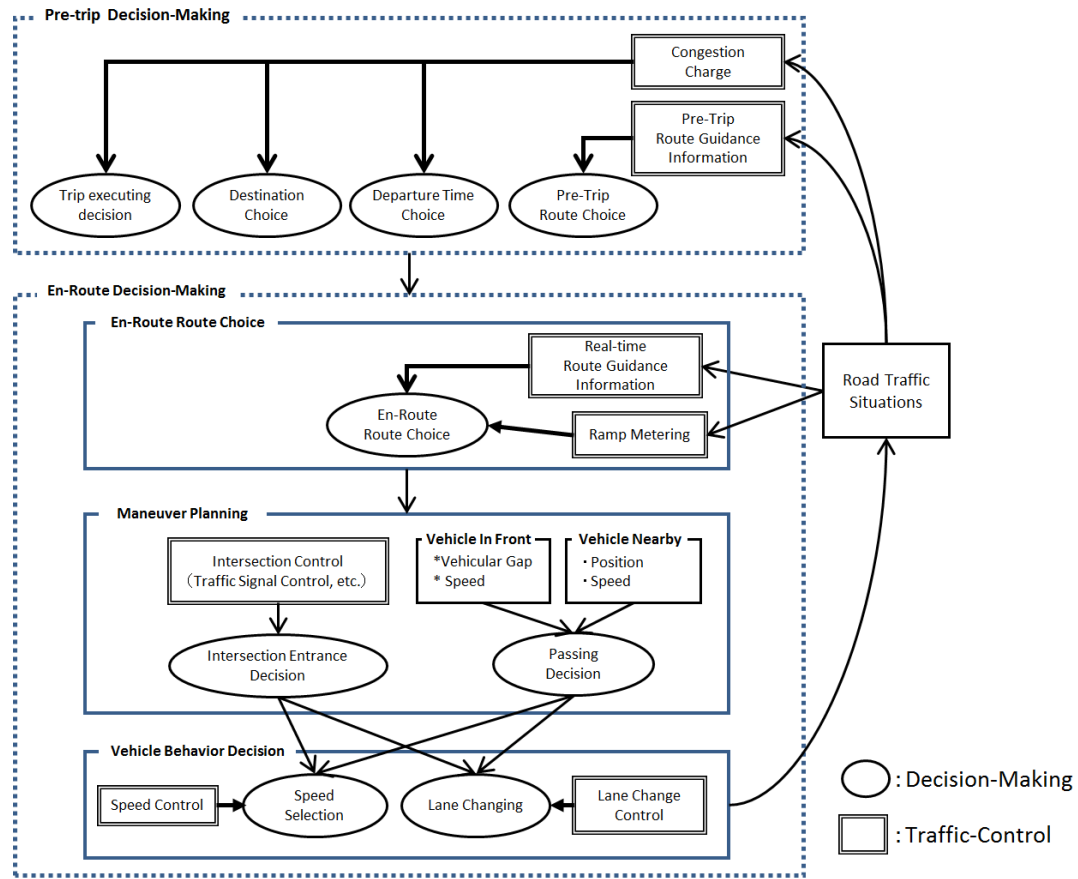 Pre-trip Decision-Making
Congestion
Charge
Pre-Trip
Route Guidance
Information
Trip executing
decision
Destination
Choice
Departure Time
Choice
Pre-Trip
Route Choice
En-Route Decision-Making
En-Route Route Choice
Real-time
Route Guidance
Information
En-Route
Route Choice
Ramp Metering
Road Traffic
Situations
Maneuver Planning
Intersection Control
(Traffic Signal Control, etc.)
Vehicle In Front
*Vehicular Gap
* Speed
Vehicle Nearby
・Position
・Speed
Intersection Entrance
Decision
Passing
Decision
Vehicle Behavior Decision
Speed Control
Speed
Selection
Lane Changing
Lane Change
Control
: Decision-Making
: Traffic-Control